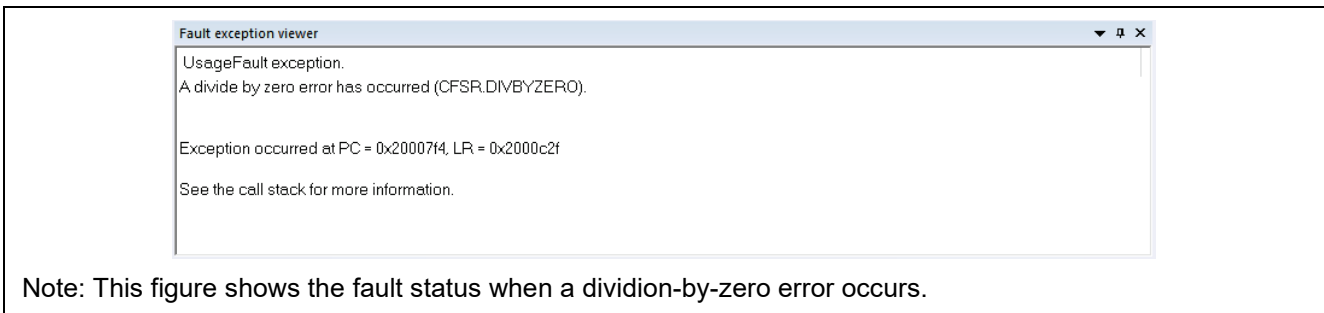 Fault exception viewer
UsageFault exception.
A divide by zero error has occurred (CFSR.DIVBYZERO).
Exception occurred at PC = 0x20007f4, LR = 0x2000c2f
See the call stack for more information.
Note: This figure shows the fault status when a dividion-by-zero error occurs.